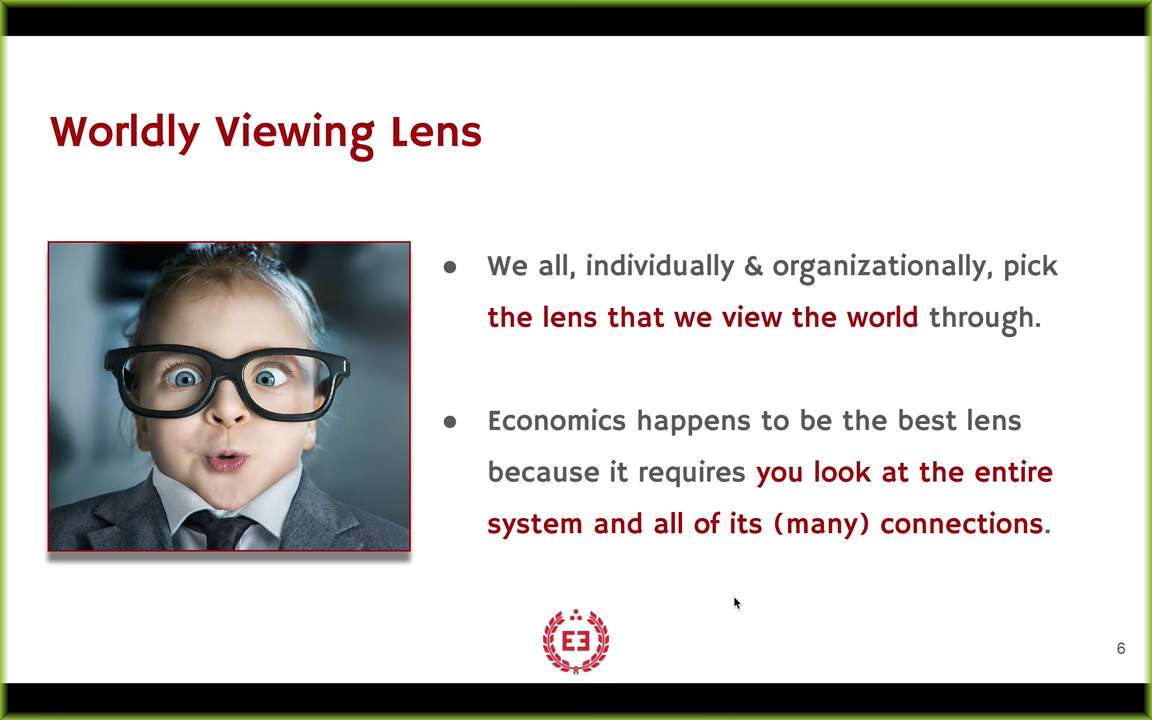 Worldly Viewing Lens
● We all, individually & organizationally, pick
the lens that we view the world through.
● Economics happens to be the best lens
because it requires you look at the entire
system and all of its (many) connections.
EE
6